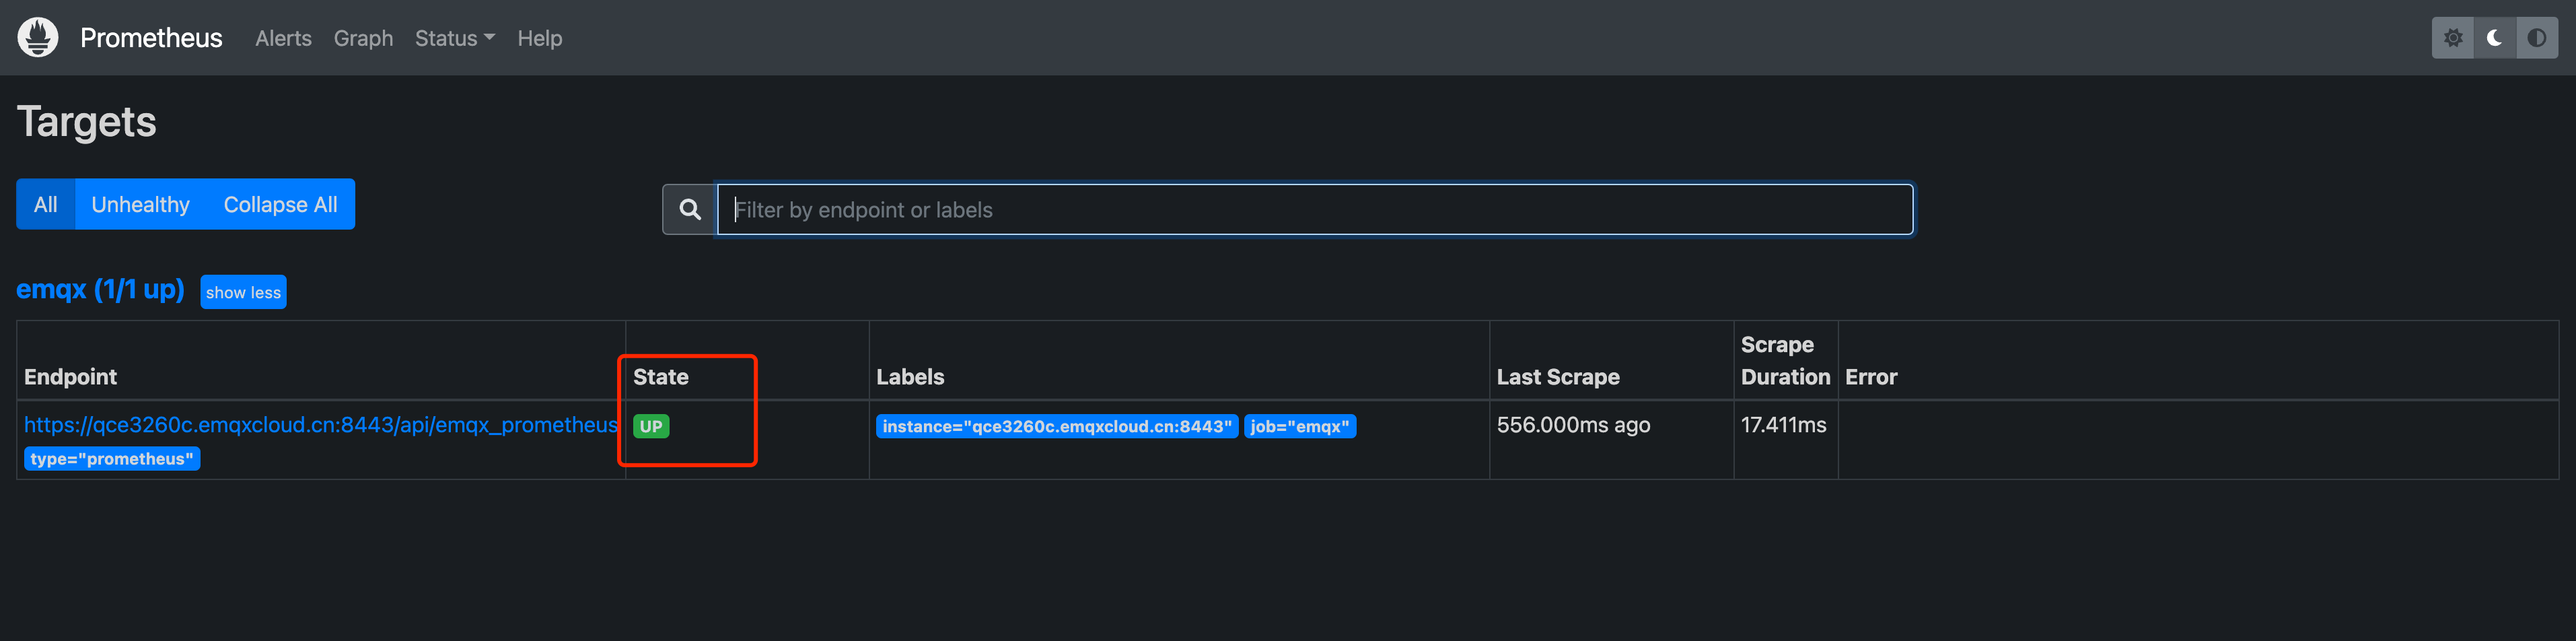 Prometheus Alerts Graph Status Help
Targets
All Unhealthy Collapse All
Filter by endpoint or labels
emqx (1/1 up) show less
Endpoint State Labels Last Scrape Scrape Duration Error
https://qce3260c.emqxcloud.cn:8443/api/emqx_prometheus UP instance="qce3260c.emqxcloud.cn:8443" job="emqx" 556.000ms ago 17.411ms
type="prometheus"